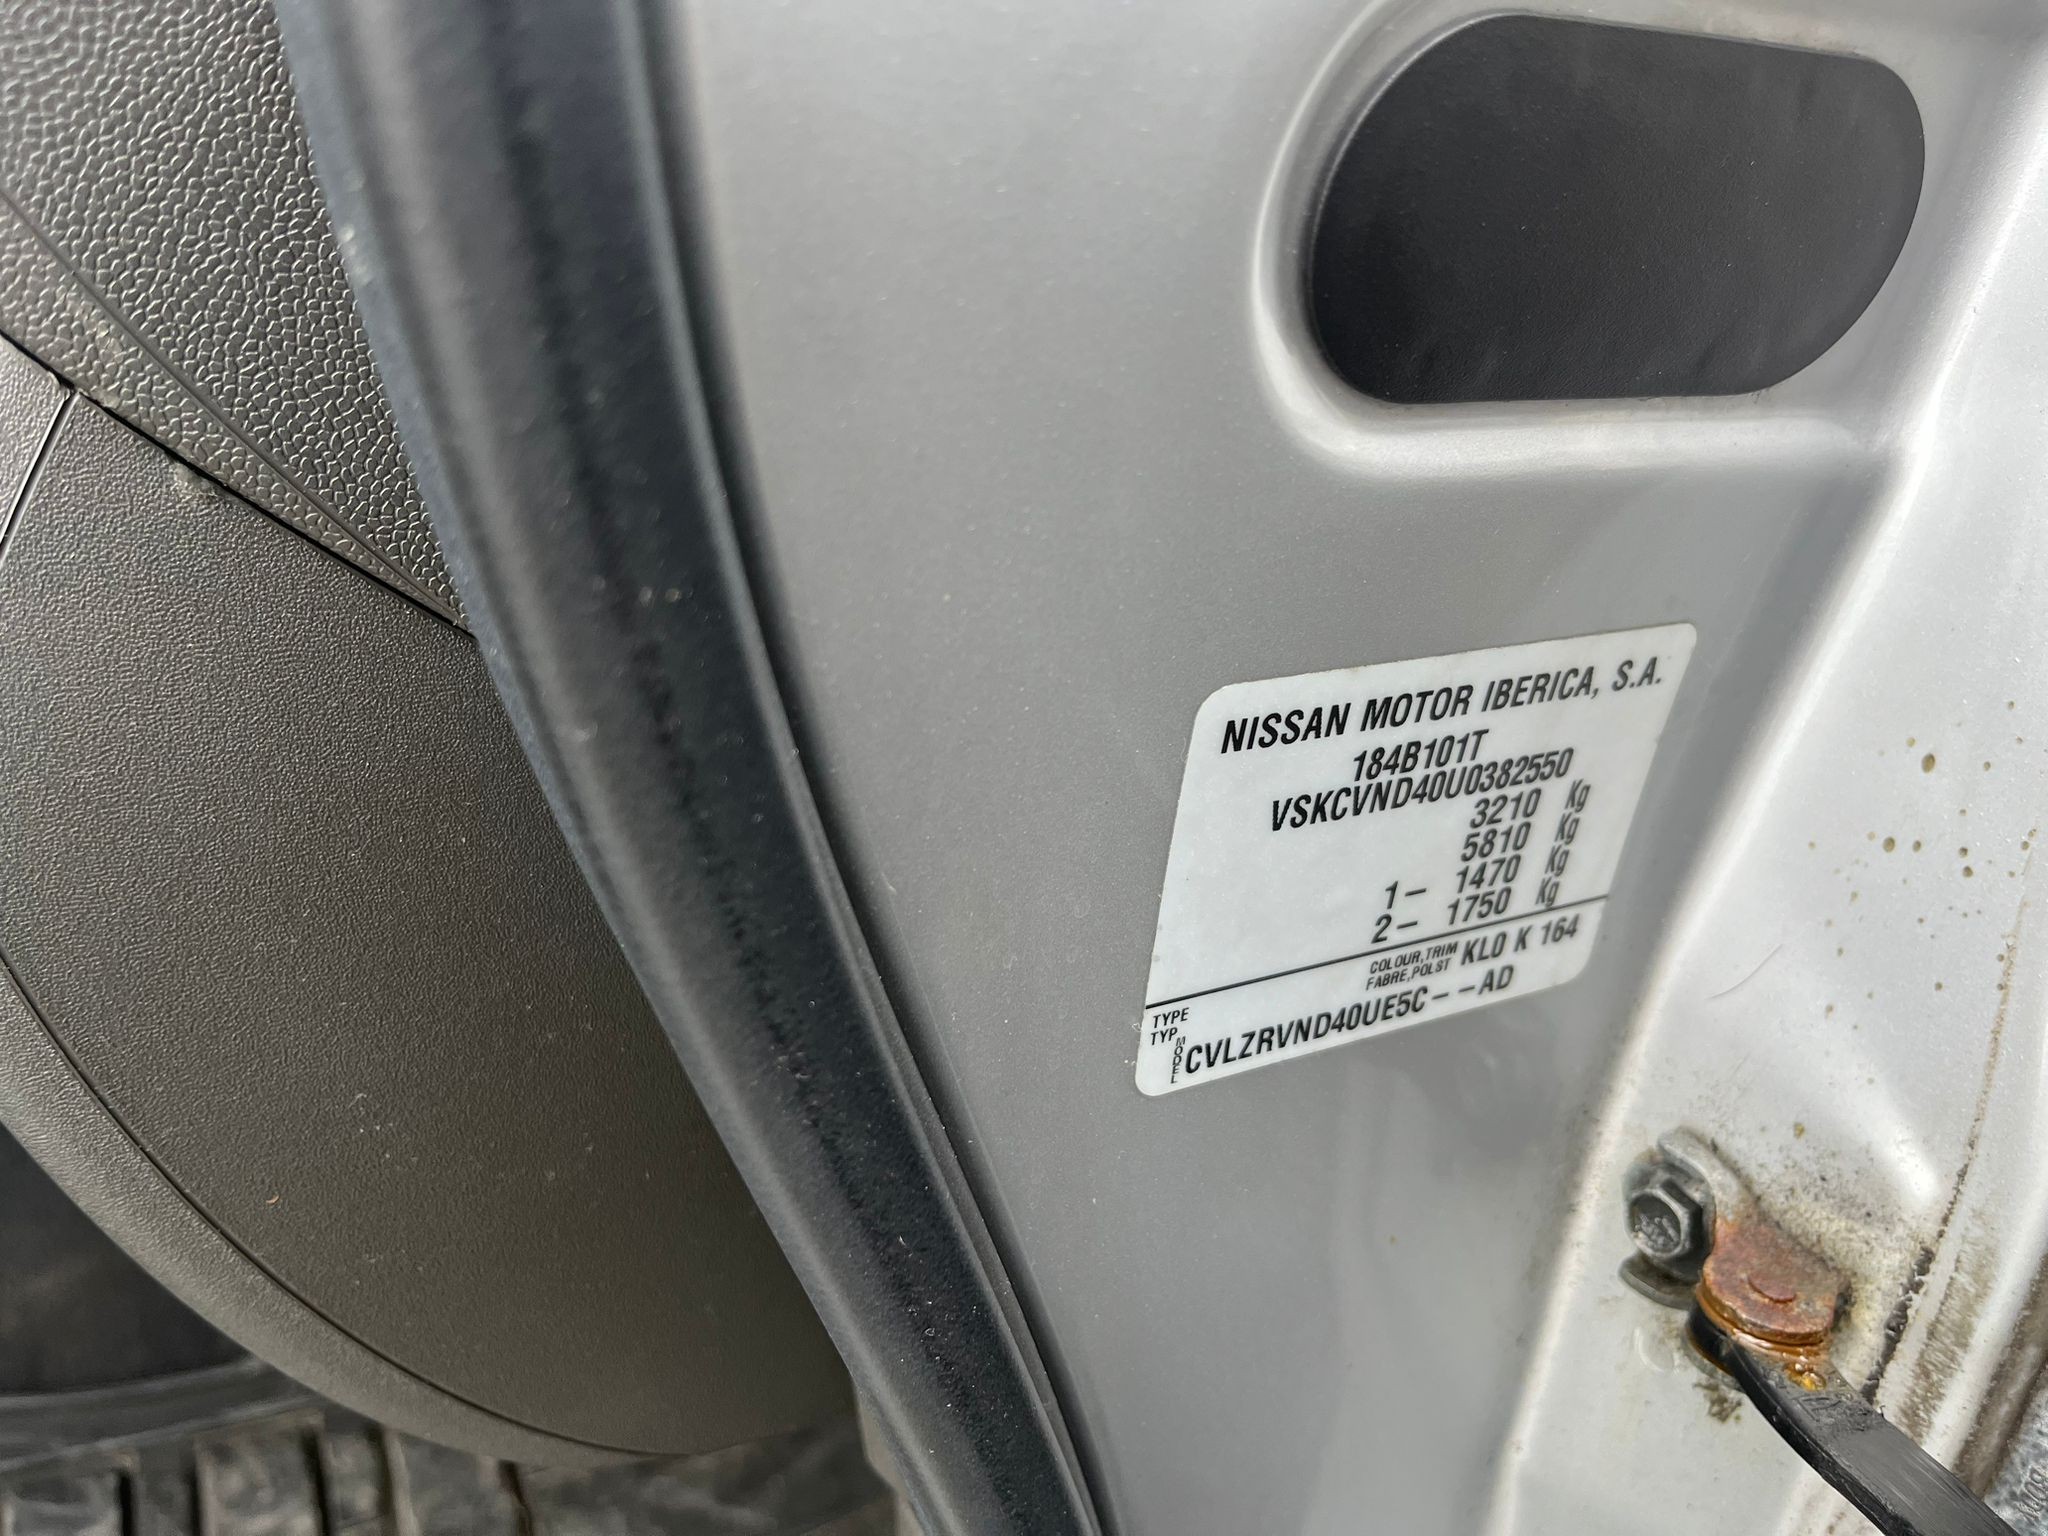 NISSAN MOTOR IBERICA, S.A.
184B101T
VSKCVND40U0382550
3210 Kg
5810 Kg
1- 1470 Kg
2- 1750 Kg
COLOUR,TRIM
FABRE,POLST
KL0 K 164
TYPE
TYP
MODEL
CVLZRVND40UE5C--AD